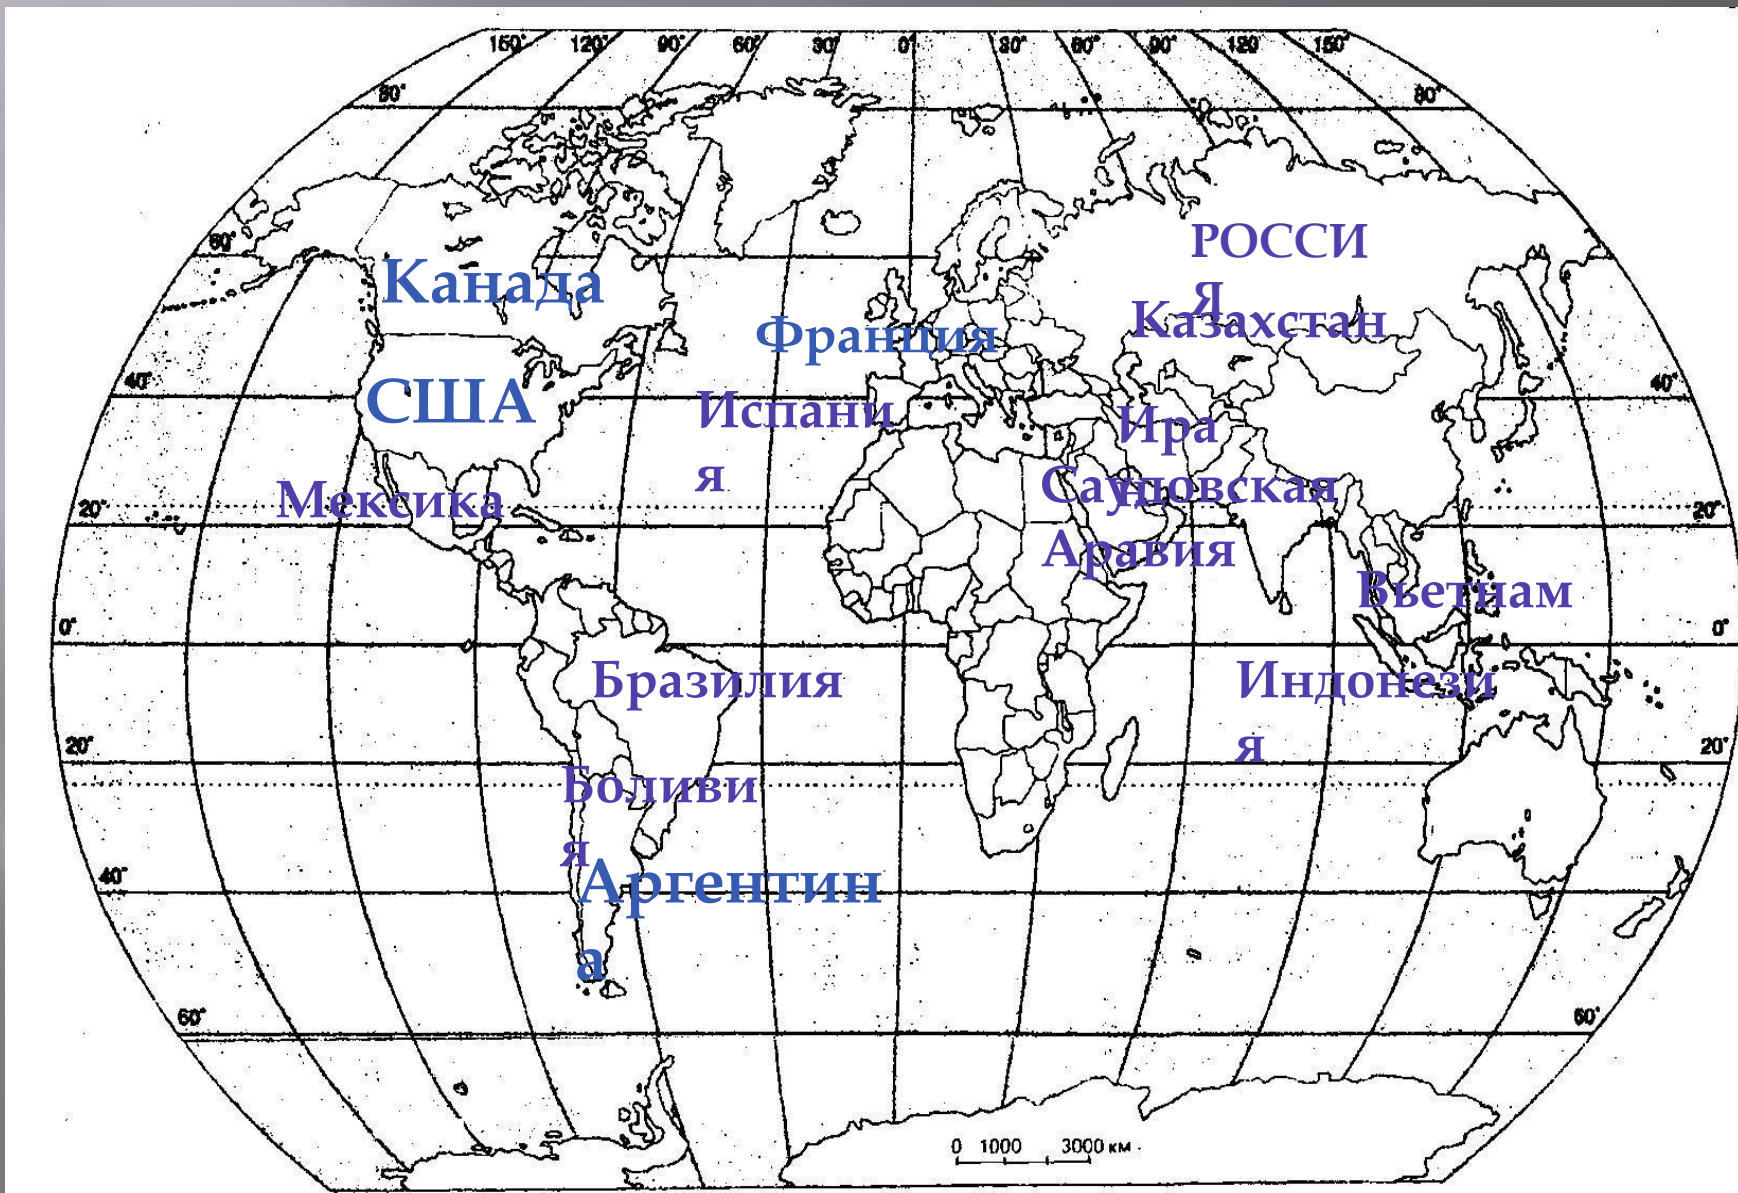 150° 120° 90° 60° 30° 0° 30° 60° 90° 120 150°
80° 80°
РОССИ
Я
60°
Канада
Казахстан
Франция
40° 40°
США
Испани
я
Ира
н
Саудовская
Аравия
Мексика
20° 20°
Вьетнам
0° 0°
Бразилия
Индонези
я
20° 20°
Боливи
я
Аргентин
а
40°
60° 60°
0 1000 3000 км